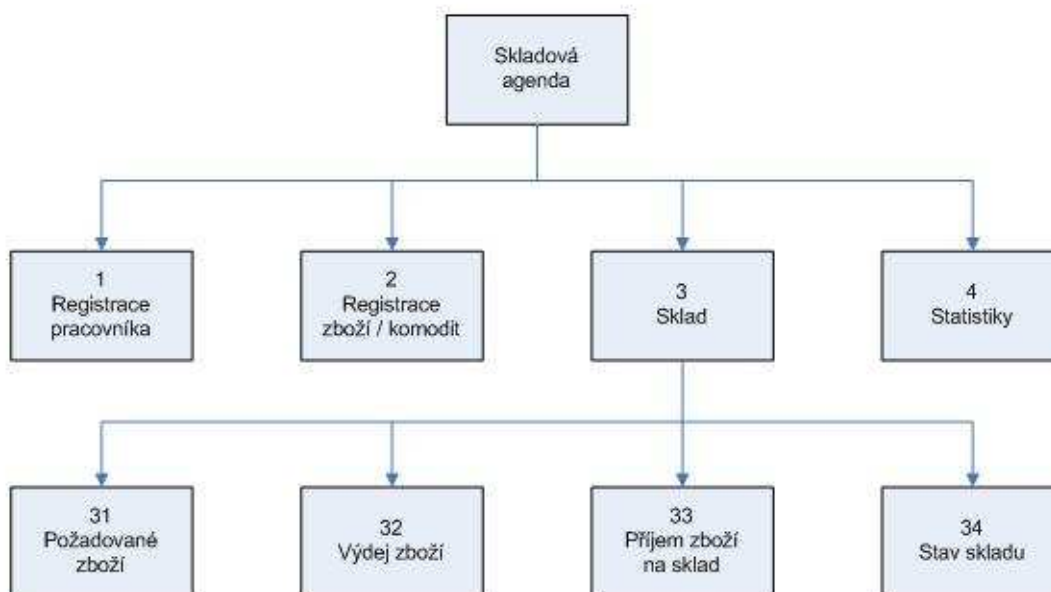 Skladová
agenda
1
Registrace
pracovníka
2
Registrace
zboží / komodit
3
Sklad
4
Statistiky
31
Požadované
zboží
32
Výdej zboží
33
Příjem zboží
na sklad
34
Stav skladu